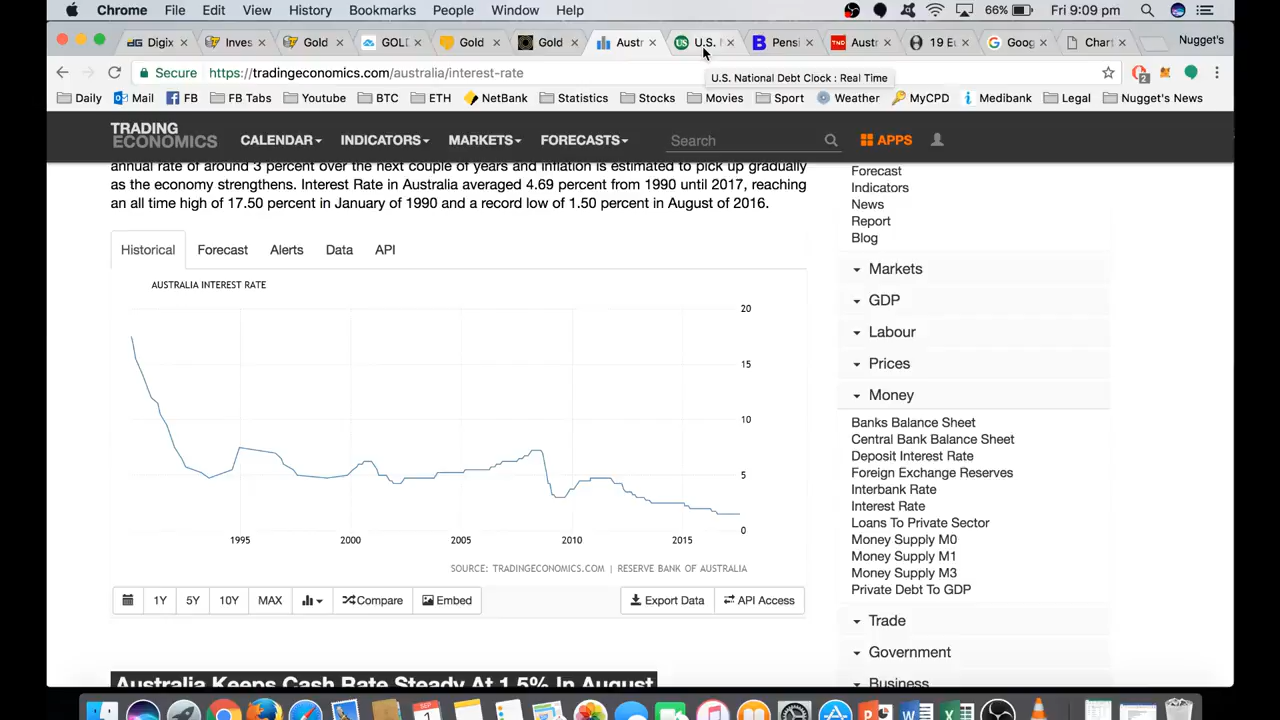 Chrome File Edit View History Bookmarks People Window Help 66% Fri 9:09 pm
Digix Inves Gold GOLD Gold Gold Austr U.S. Pensi Austr 19 E Goog Chart Nugget's
Secure https://tradingeconomics.com/australia/interest-rate
U.S. National Debt Clock : Real Time
Daily Mail FB FB Tabs Youtube BTC ETH NetBank Statistics Stocks Movies Sport Weather MyCPD Medibank Legal Nugget's News
TRADING
ECONOMICS
CALENDAR INDICATORS MARKETS FORECASTS Search APPS
annual rate of around 3 percent over the next couple of years and inflation is estimated to pick up gradually
as the economy strengthens. Interest Rate in Australia averaged 4.69 percent from 1990 until 2017, reaching
an all time high of 17.50 percent in January of 1990 and a record low of 1.50 percent in August of 2016.
Historical Forecast Alerts Data API
AUSTRALIA INTEREST RATE
20
15
10
5
0
1995 2000 2005 2010 2015
SOURCE: TRADINGECONOMICS.COM | RESERVE BANK OF AUSTRALIA
1Y 5Y 10Y MAX Compare Embed Export Data API Access
Australia Keeps Cash Rate Steady At 1.5% In August
Forecast
Indicators
News
Report
Blog
Markets
GDP
Labour
Prices
Money
Banks Balance Sheet
Central Bank Balance Sheet
Deposit Interest Rate
Foreign Exchange Reserves
Interbank Rate
Interest Rate
Loans To Private Sector
Money Supply M0
Money Supply M1
Money Supply M3
Private Debt To GDP
Trade
Government
Business